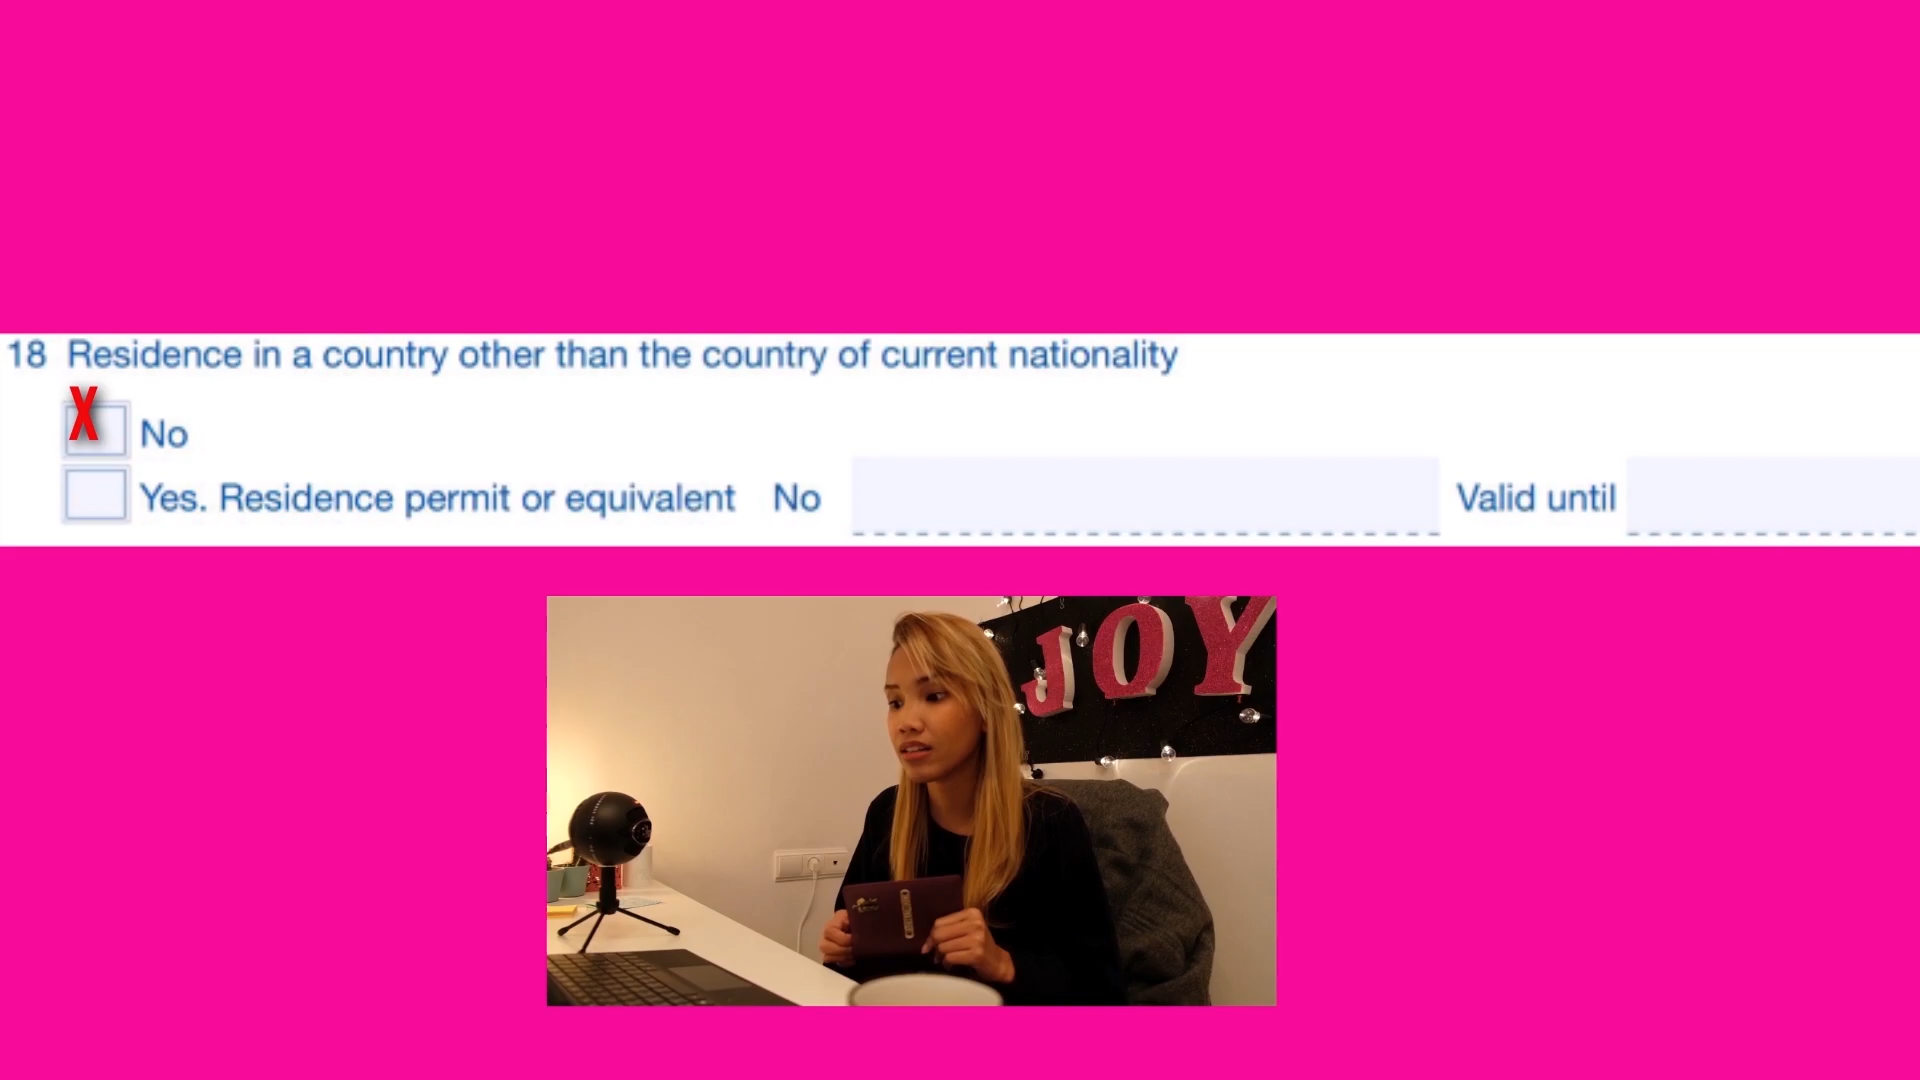 18 Residence in a country other than the country of current nationality
X
No
Yes. Residence permit or equivalent No
Valid until
JOY